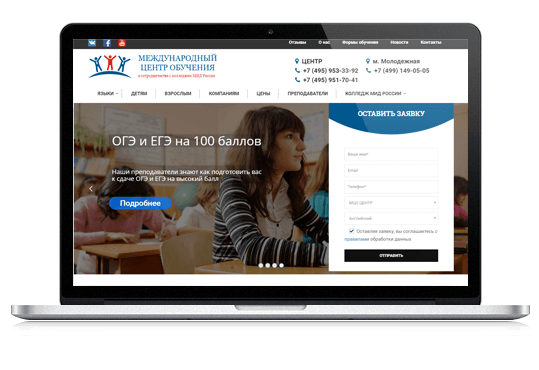 Отзывы О нас Формы обучения Новости Контакты
МЕЖДУНАРОДНЫЙ
ЦЕНТР ОБУЧЕНИЯ
в сотрудничестве с колледжем МИД России
ЦЕНТР
+7 (495) 953-33-92
+7 (495) 951-70-41
м. Молодежная
+7 (499) 149-05-05
ЯЗЫКИ ДЕТЯМ ВЗРОСЛЫМ КОМПАНИЯМ ЦЕНЫ ПРЕПОДАВАТЕЛИ КОЛЛЕДЖ МИД РОССИИ
ОГЭ и ЕГЭ на 100 баллов
Наши преподаватели знают как подготовить вас
к сдаче ОГЭ и ЕГЭ на высокий балл
Подробнее
ОСТАВИТЬ ЗАЯВКУ
Ваше имя*
Email
Телефон*
МЦО ЦЕНТР
Английский
Оставляя заявку, вы соглашаетесь с
правилами обработки данных
ОТПРАВИТЬ